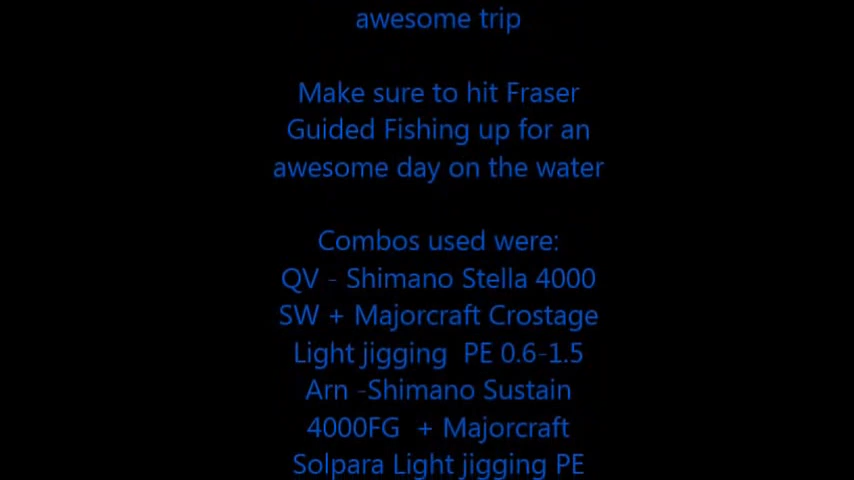 awesome trip
Make sure to hit Fraser
Guided Fishing up for an
awesome day on the water
Combos used were:
QV - Shimano Stella 4000
SW + Majorcraft Crostage
Light jigging  PE 0.6-1.5
Arn -Shimano Sustain
4000FG  + Majorcraft
Solpara Light jigging PE